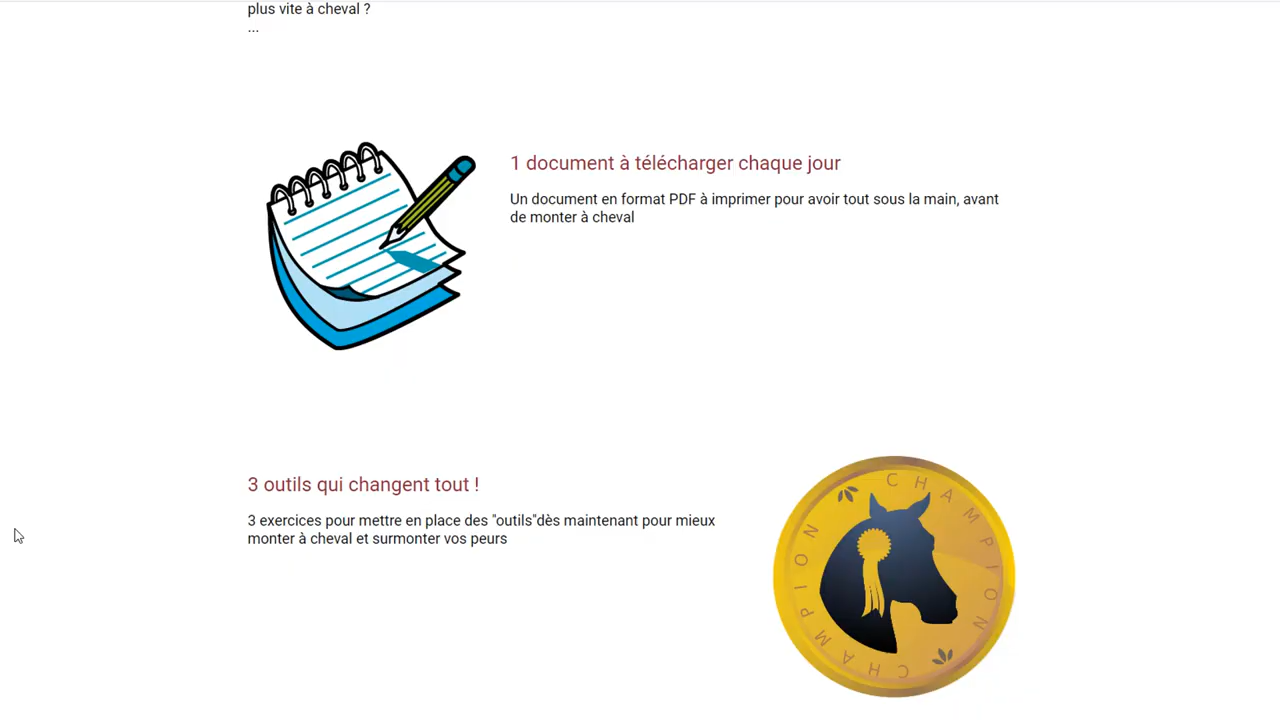 plus vite à cheval ?
...
1 document à télécharger chaque jour
Un document en format PDF à imprimer pour avoir tout sous la main, avant
de monter à cheval
3 outils qui changent tout !
3 exercices pour mettre en place des "outils"dès maintenant pour mieux
monter à cheval et surmonter vos peurs
CHAMPION
CHAMPION